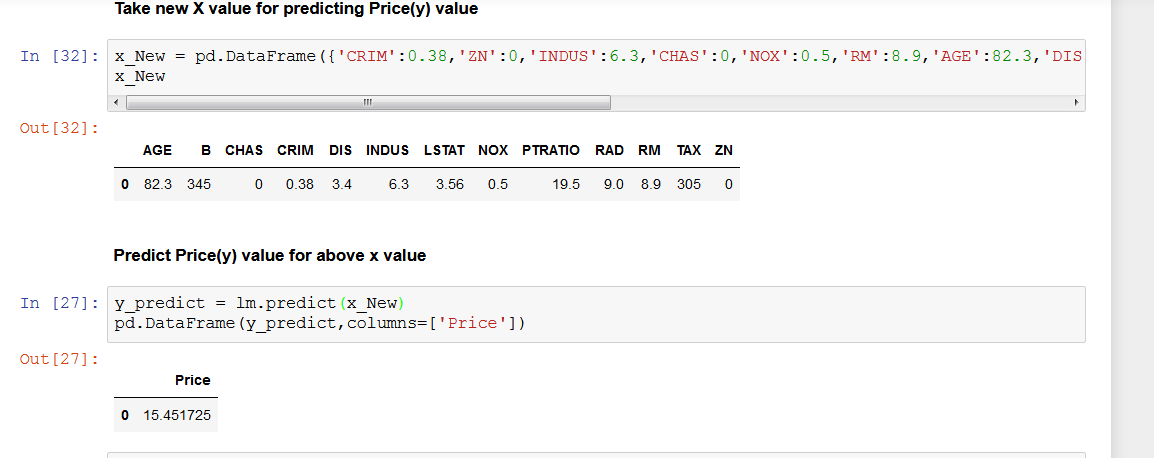 Take new X value for predicting Price(y) value
In [32]: x_New = pd.DataFrame({'CRIM':0.38,'ZN':0,'INDUS':6.3,'CHAS':0,'NOX':0.5,'RM':8.9,'AGE':82.3,'DIS
x_New
Out[32]:
AGE B CHAS CRIM DIS INDUS LSTAT NOX PTRATIO RAD RM TAX ZN
0 82.3 345 0 0.38 3.4 6.3 3.56 0.5 19.5 9.0 8.9 305 0
Predict Price(y) value for above x value
In [27]: y_predict = lm.predict(x_New)
pd.DataFrame(y_predict,columns=['Price'])
Out[27]:
Price
0 15.451725